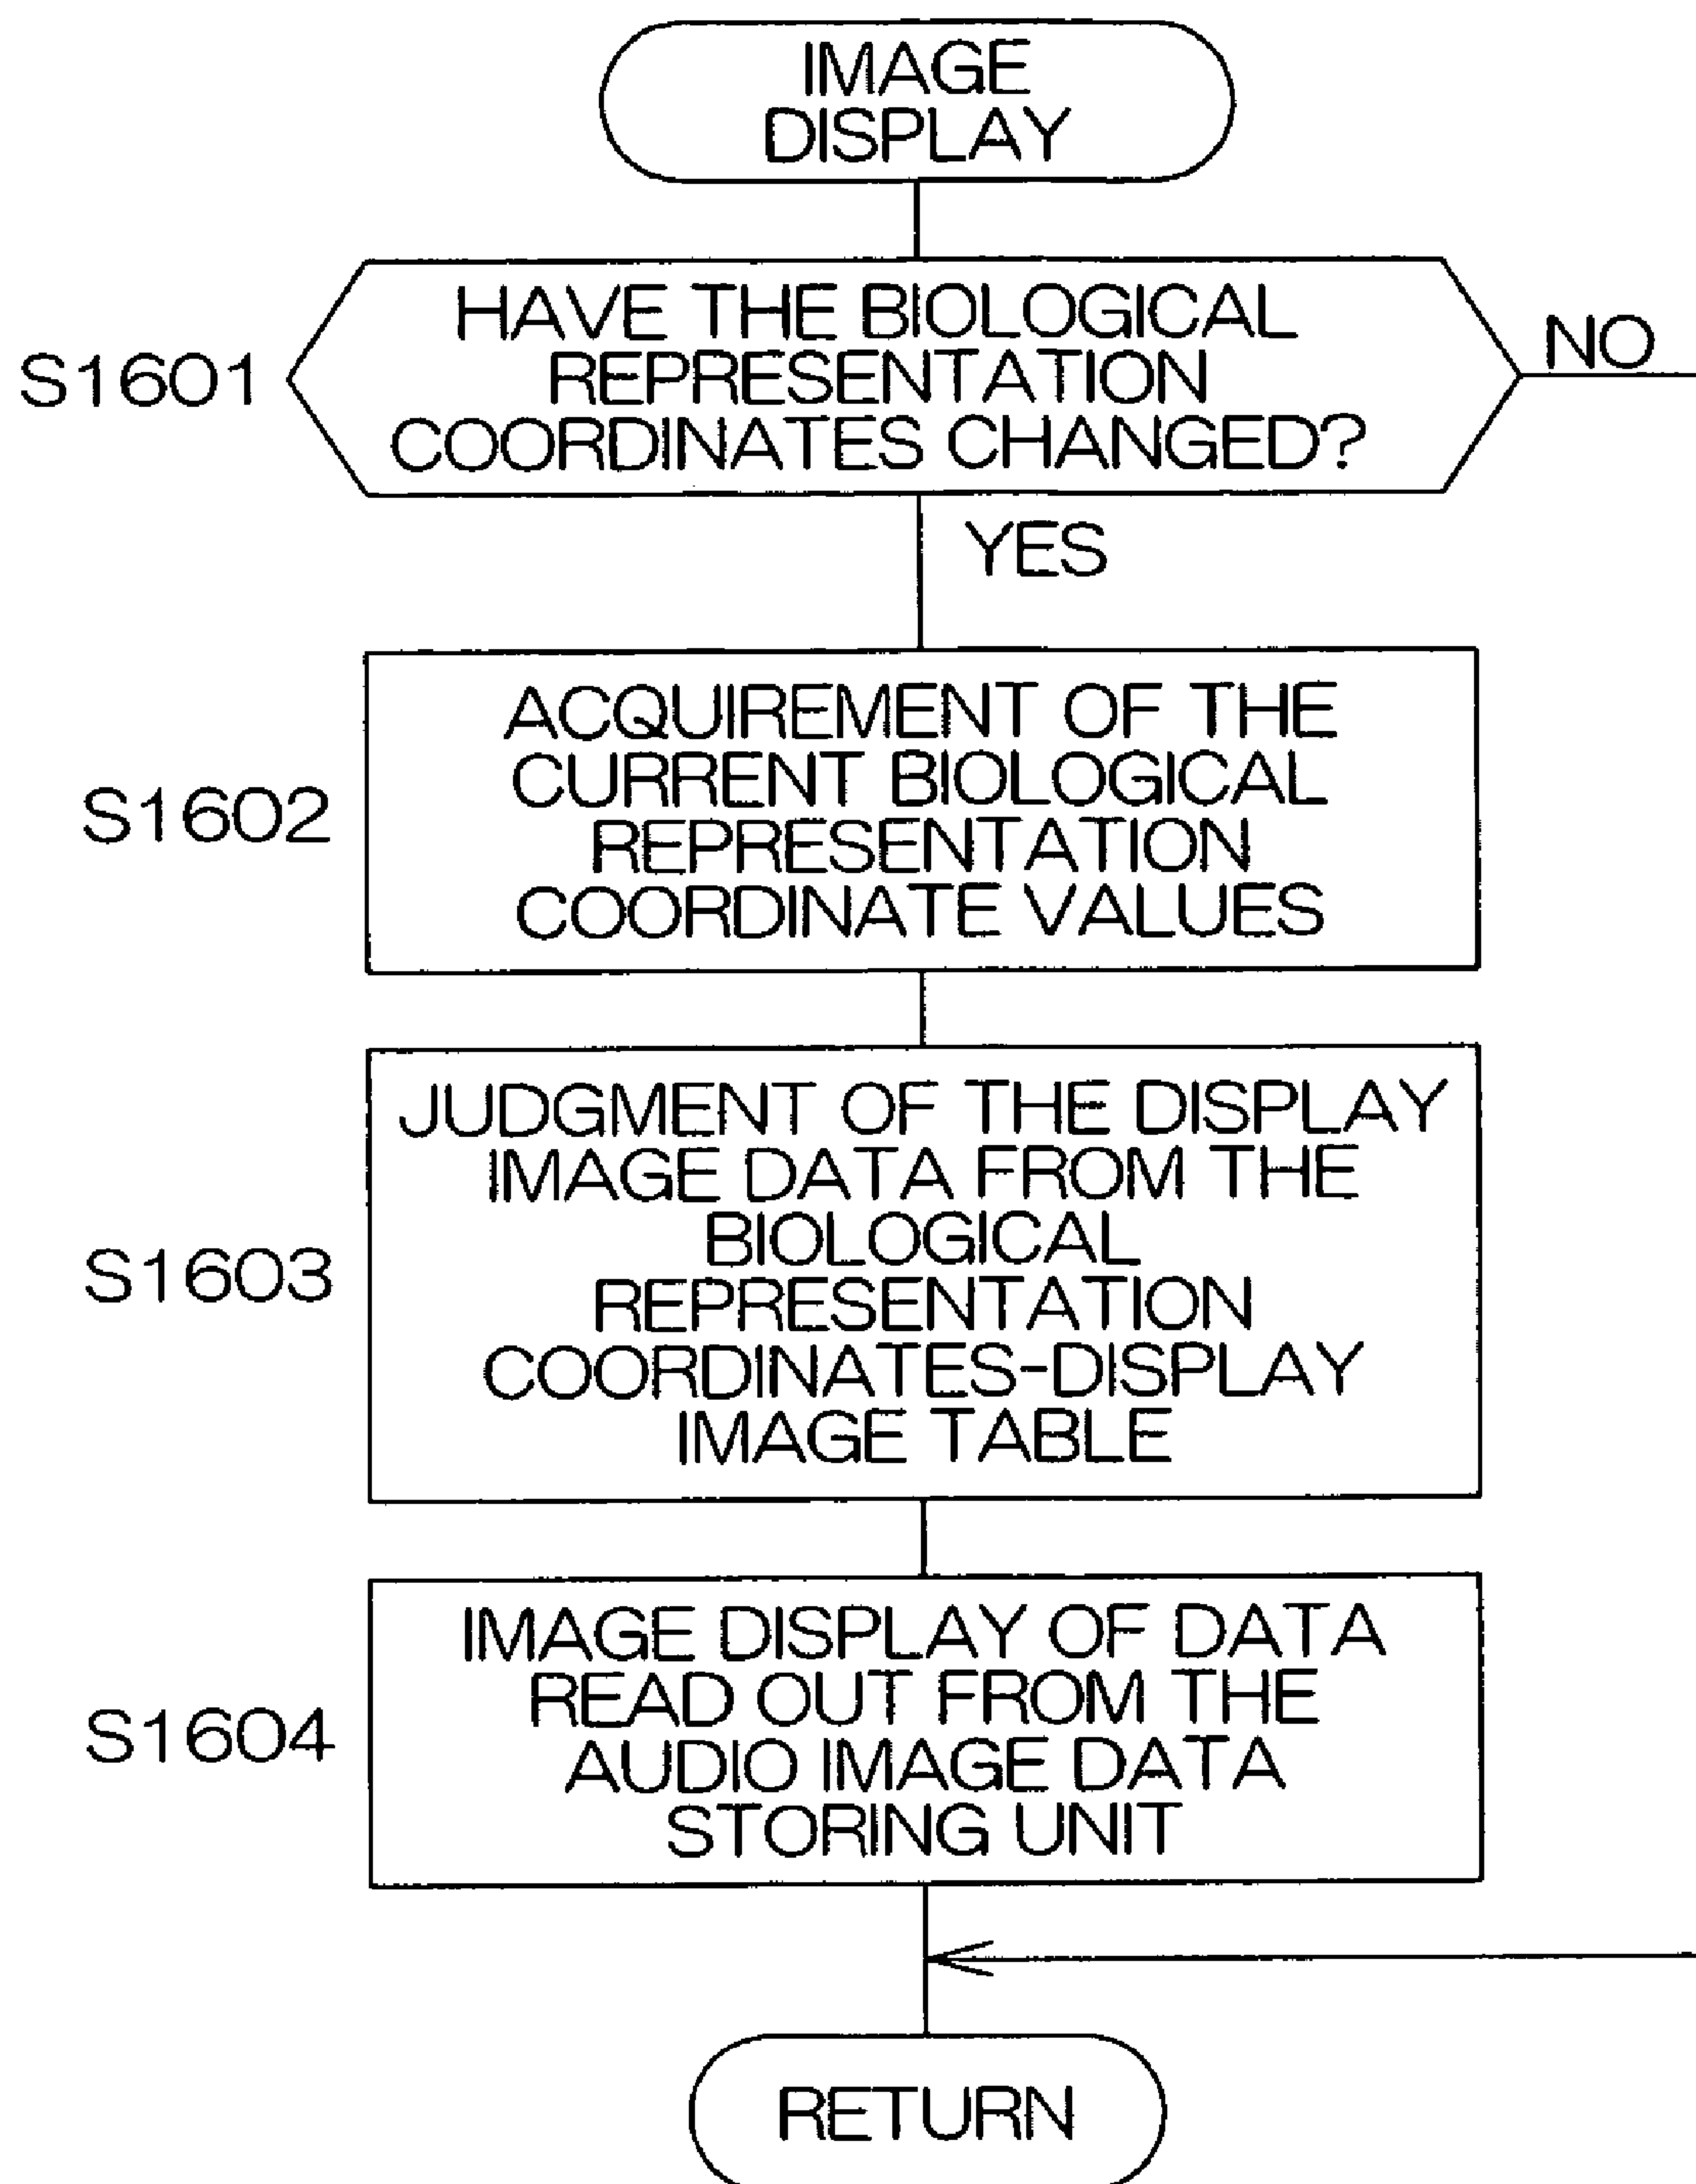 IMAGE
DISPLAY
HAVE THE BIOLOGICAL
REPRESENTATION
COORDINATES CHANGED?
S1601
NO
YES
ACQUIREMENT OF THE
CURRENT BIOLOGICAL
REPRESENTATION
COORDINATE VALUES
S1602
JUDGMENT OF THE DISPLAY
IMAGE DATA FROM THE
BIOLOGICAL
REPRESENTATION
COORDINATES-DISPLAY
IMAGE TABLE
S1603
IMAGE DISPLAY OF DATA
READ OUT FROM THE
AUDIO IMAGE DATA
STORING UNIT
S1604
RETURN